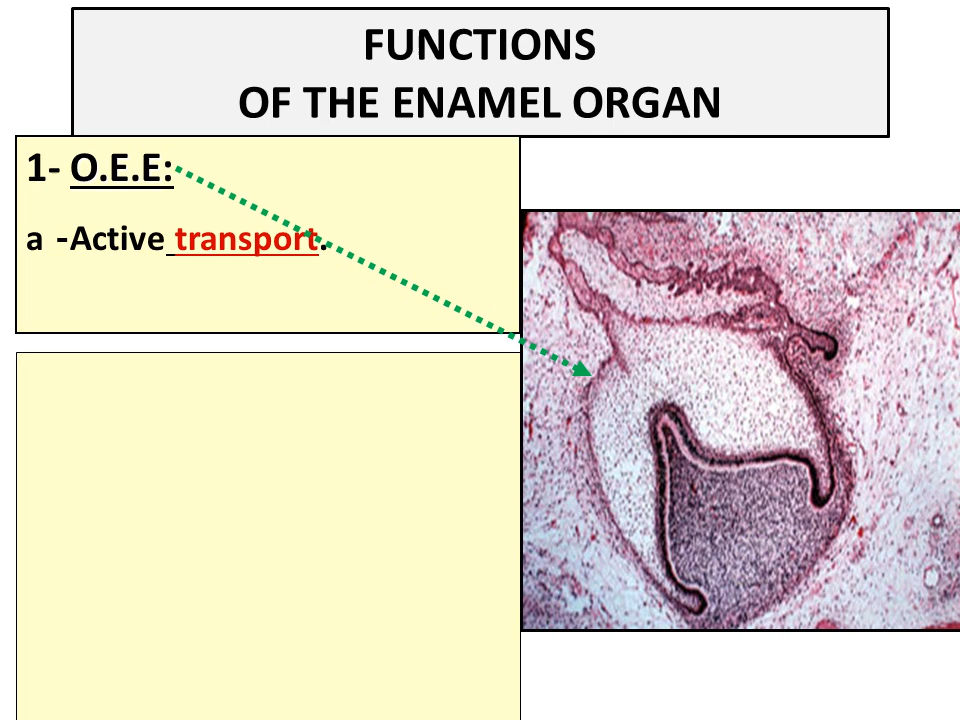 FUNCTIONS
OF THE ENAMEL ORGAN
1- O.E.E:
a -Active transport.